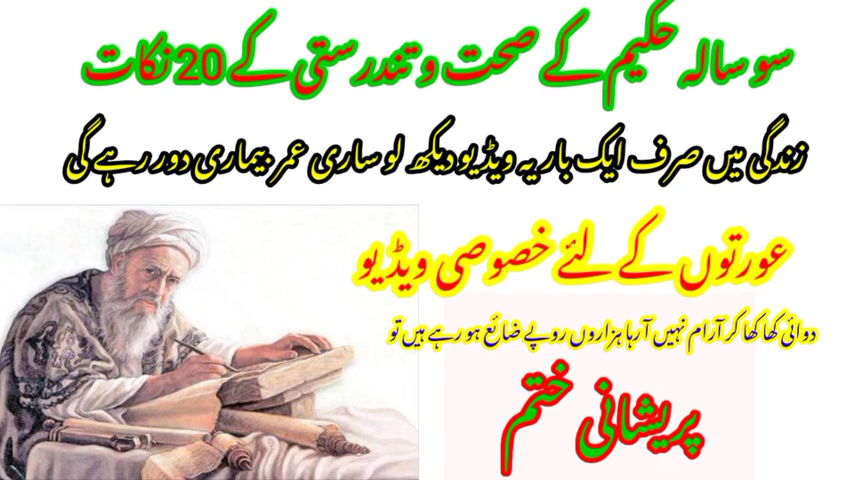 سو سالہ حکیم کے صحت و تندرستی کے 20 نکات
زندگی میں صرف ایک بار یہ ویڈیو دیکھ لو ساری عمر بیماری دور رہے گی
عورتوں کے لئے خصوصی ویڈیو
دوائی کھا کھا کر آرام نہیں آ رہا ہزاروں روپے ضائع ہو رہے ہیں تو
پریشانی ختم